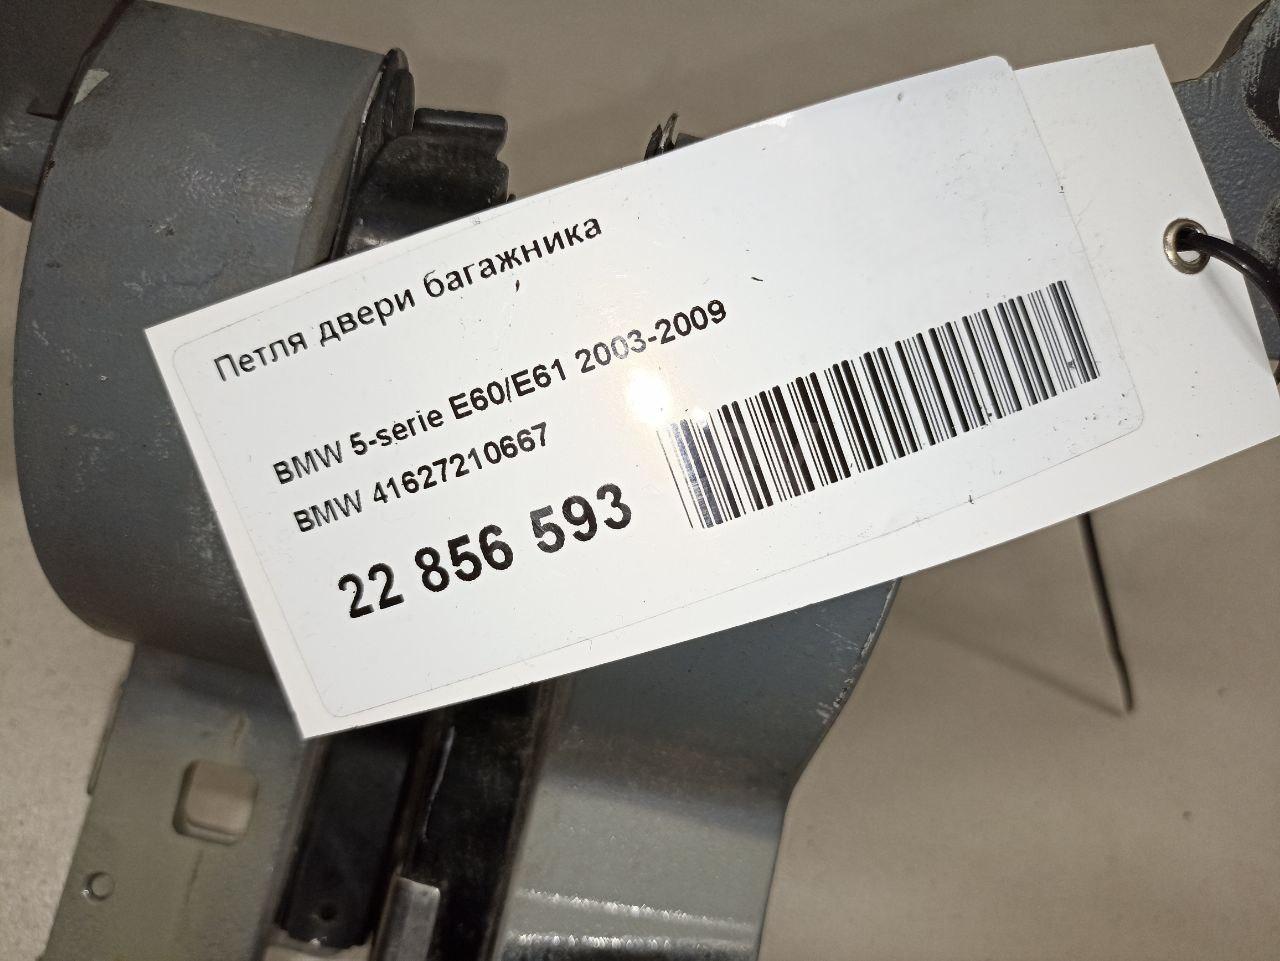 Петля двери багажника
BMW 5-serie E60/E61 2003-2009
BMW 41627210667
22 856 593